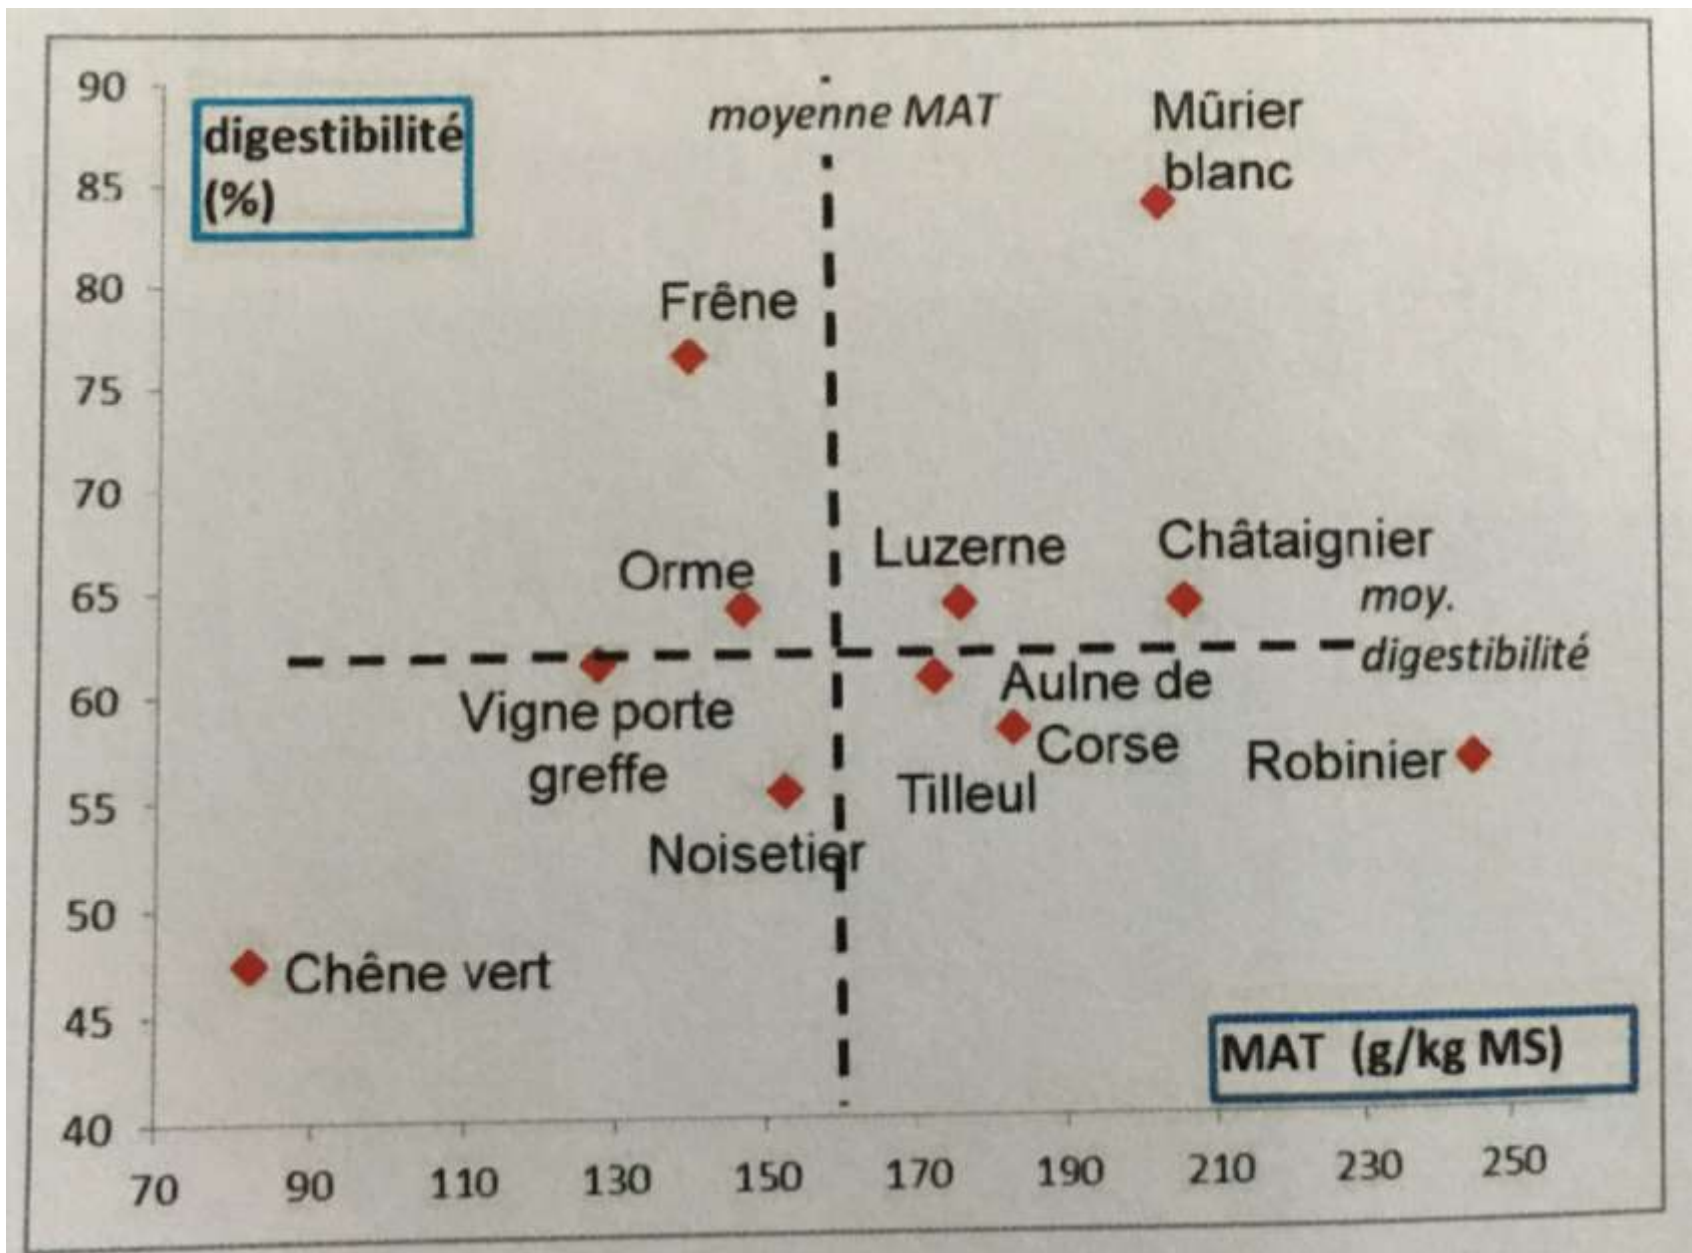 90
85
80
75
70
65
60
55
50
45
40
digestibilité
(%)
moyenne MAT
Mûrier
blanc
Frêne
Orme
Luzerne
Châtaignier
moy.
digestibilité
Vigne porte
greffe
Aulne de
Corse
Tilleul
Robinier
Noisetier
Chêne vert
MAT (g/kg MS)
70 90 110 130 150 170 190 210 230 250